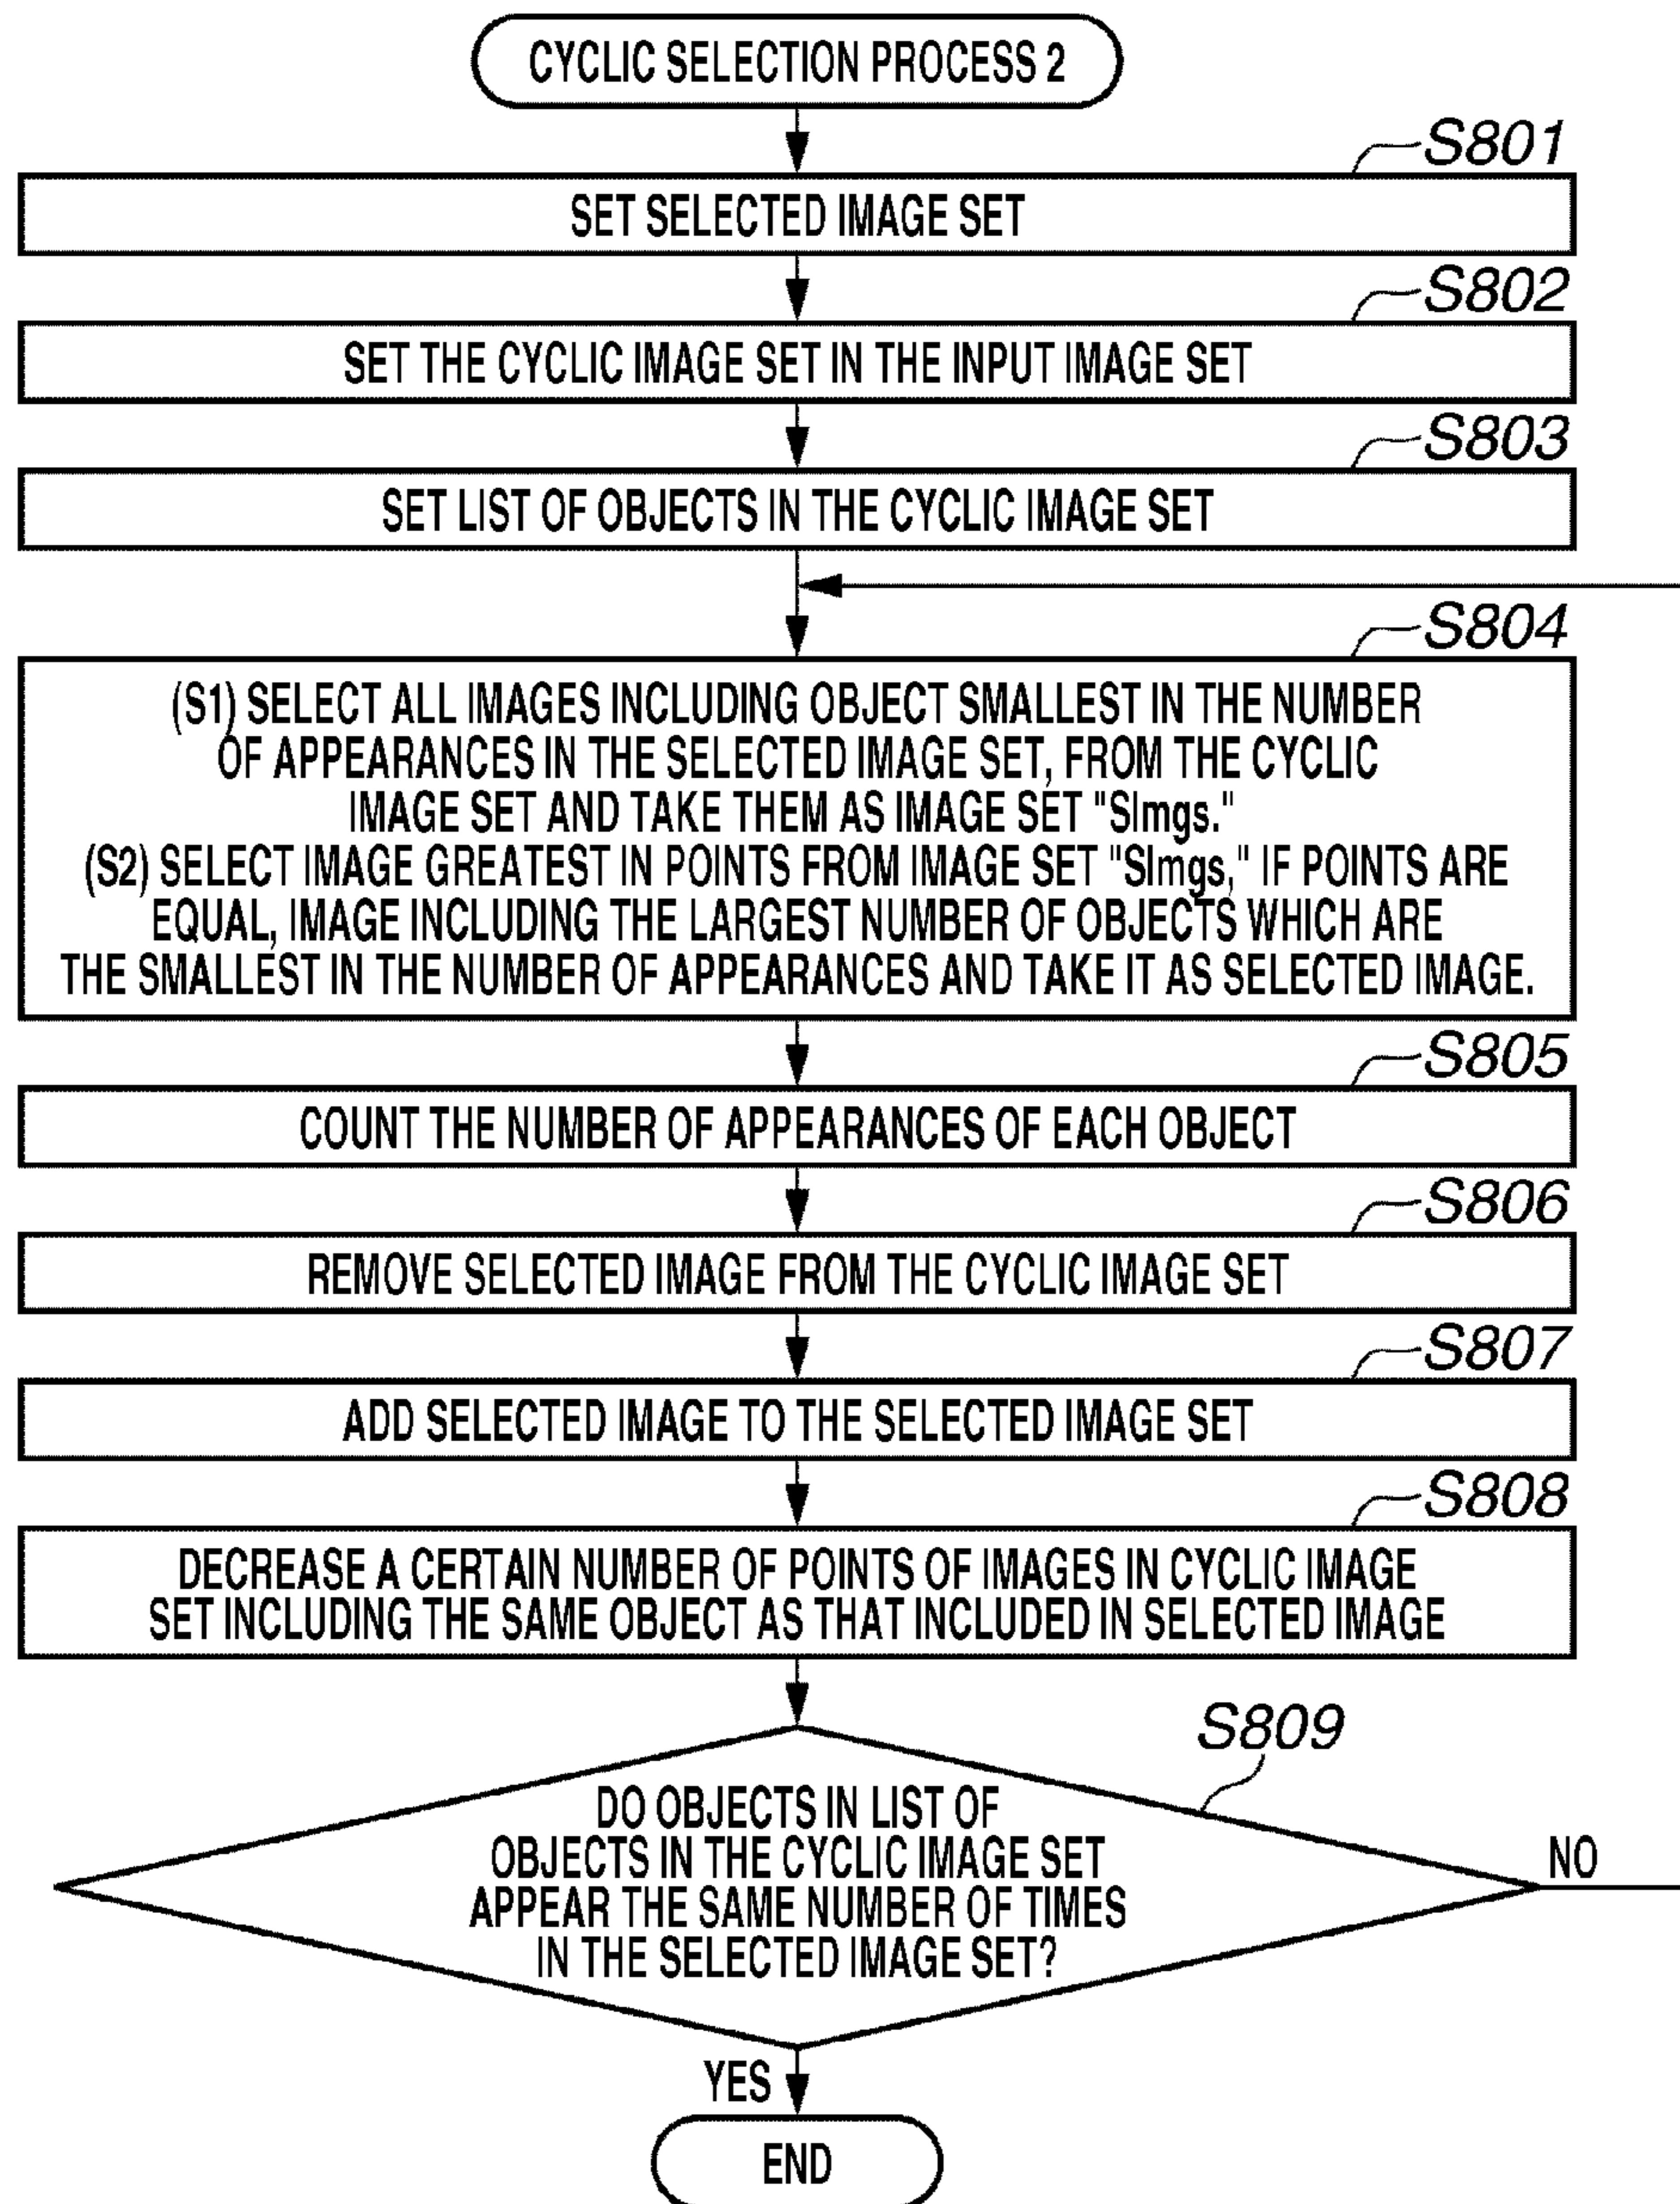 CYCLIC SELECTION PROCESS 2
S801
SET SELECTED IMAGE SET
S802
SET THE CYCLIC IMAGE SET IN THE INPUT IMAGE SET
S803
SET LIST OF OBJECTS IN THE CYCLIC IMAGE SET
S804
(S1) SELECT ALL IMAGES INCLUDING OBJECT SMALLEST IN THE NUMBER
OF APPEARANCES IN THE SELECTED IMAGE SET, FROM THE CYCLIC
IMAGE SET AND TAKE THEM AS IMAGE SET "SImgs."
(S2) SELECT IMAGE GREATEST IN POINTS FROM IMAGE SET "SImgs," IF POINTS ARE
EQUAL, IMAGE INCLUDING THE LARGEST NUMBER OF OBJECTS WHICH ARE
THE SMALLEST IN THE NUMBER OF APPEARANCES AND TAKE IT AS SELECTED IMAGE.
S805
COUNT THE NUMBER OF APPEARANCES OF EACH OBJECT
S806
REMOVE SELECTED IMAGE FROM THE CYCLIC IMAGE SET
S807
ADD SELECTED IMAGE TO THE SELECTED IMAGE SET
S808
DECREASE A CERTAIN NUMBER OF POINTS OF IMAGES IN CYCLIC IMAGE
SET INCLUDING THE SAME OBJECT AS THAT INCLUDED IN SELECTED IMAGE
S809
DO OBJECTS IN LIST OF
OBJECTS IN THE CYCLIC IMAGE SET
APPEAR THE SAME NUMBER OF TIMES
IN THE SELECTED IMAGE SET?
NO
YES
END